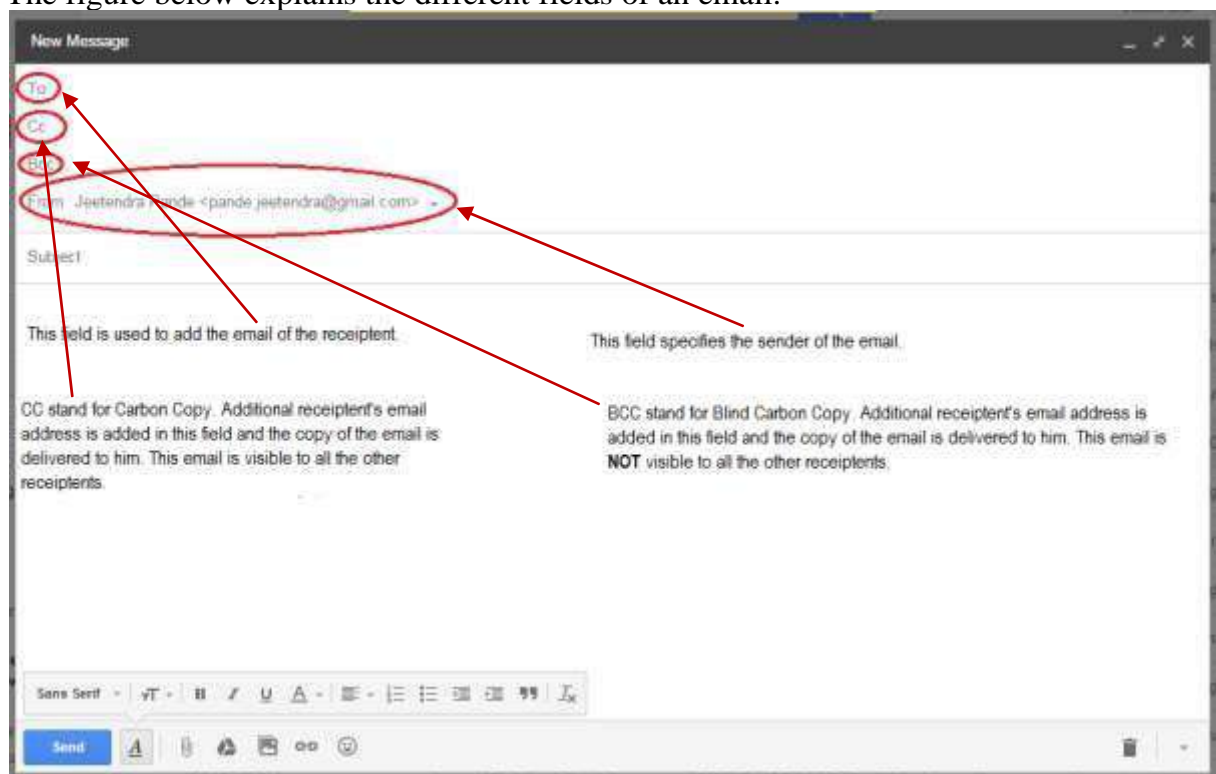 The figure below explains the different fields of an email.
New Message
To
Cc
Bcc
From Jeetendra Pande <pande.jeetendra@gmail.com>
Subject
This field is used to add the email of the receiptent.
This field specifies the sender of the email.
CC stand for Carbon Copy. Additional receiptent's email
address is added in this field and the copy of the email is
delivered to him. This email is visible to all the other
receiptents.
BCC stand for Blind Carbon Copy. Additional receiptent's email address is
added in this field and the copy of the email is delivered to him. This email is
NOT visible to all the other receiptents.
Sans Serif
Send